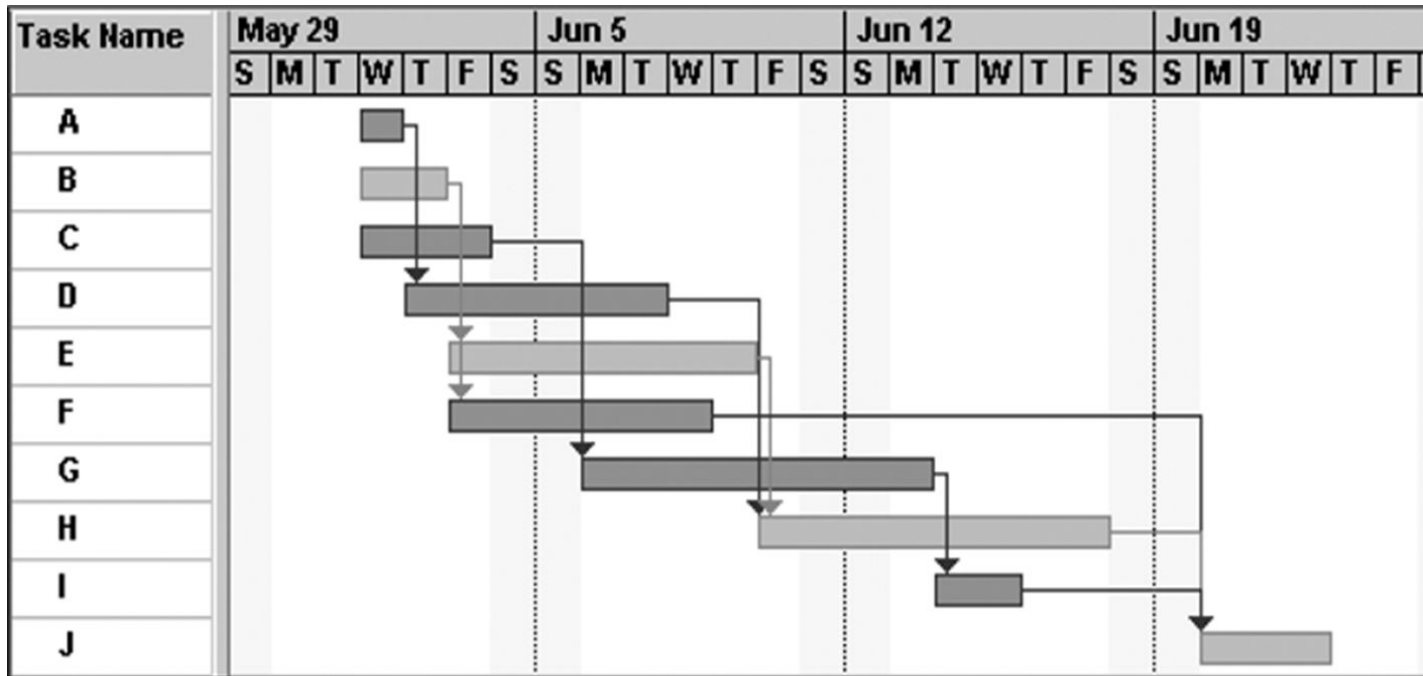 Task Name
May 29 Jun 5 Jun 12 Jun 19
S M T W T F S S M T W T F S S M T W T F S S M T W T F
A
B
C
D
E
F
G
H
I
J